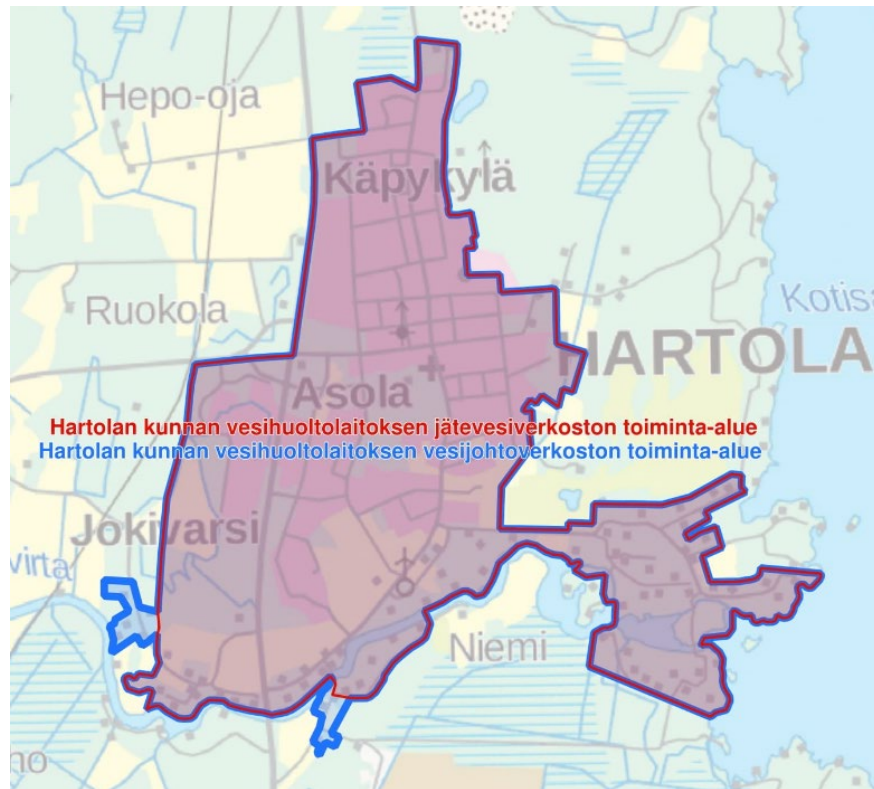 Hepo-oja
Käpykylä
Kotisa
Ruokola
HARTOLA
Asola
Hartolan kunnan vesihuoltolaitoksen jätevesiverkoston toiminta-alue
Hartolan kunnan vesihuoltolaitoksen vesijohtoverkoston toiminta-alue
Jokivarsi
virta
Niemi
no